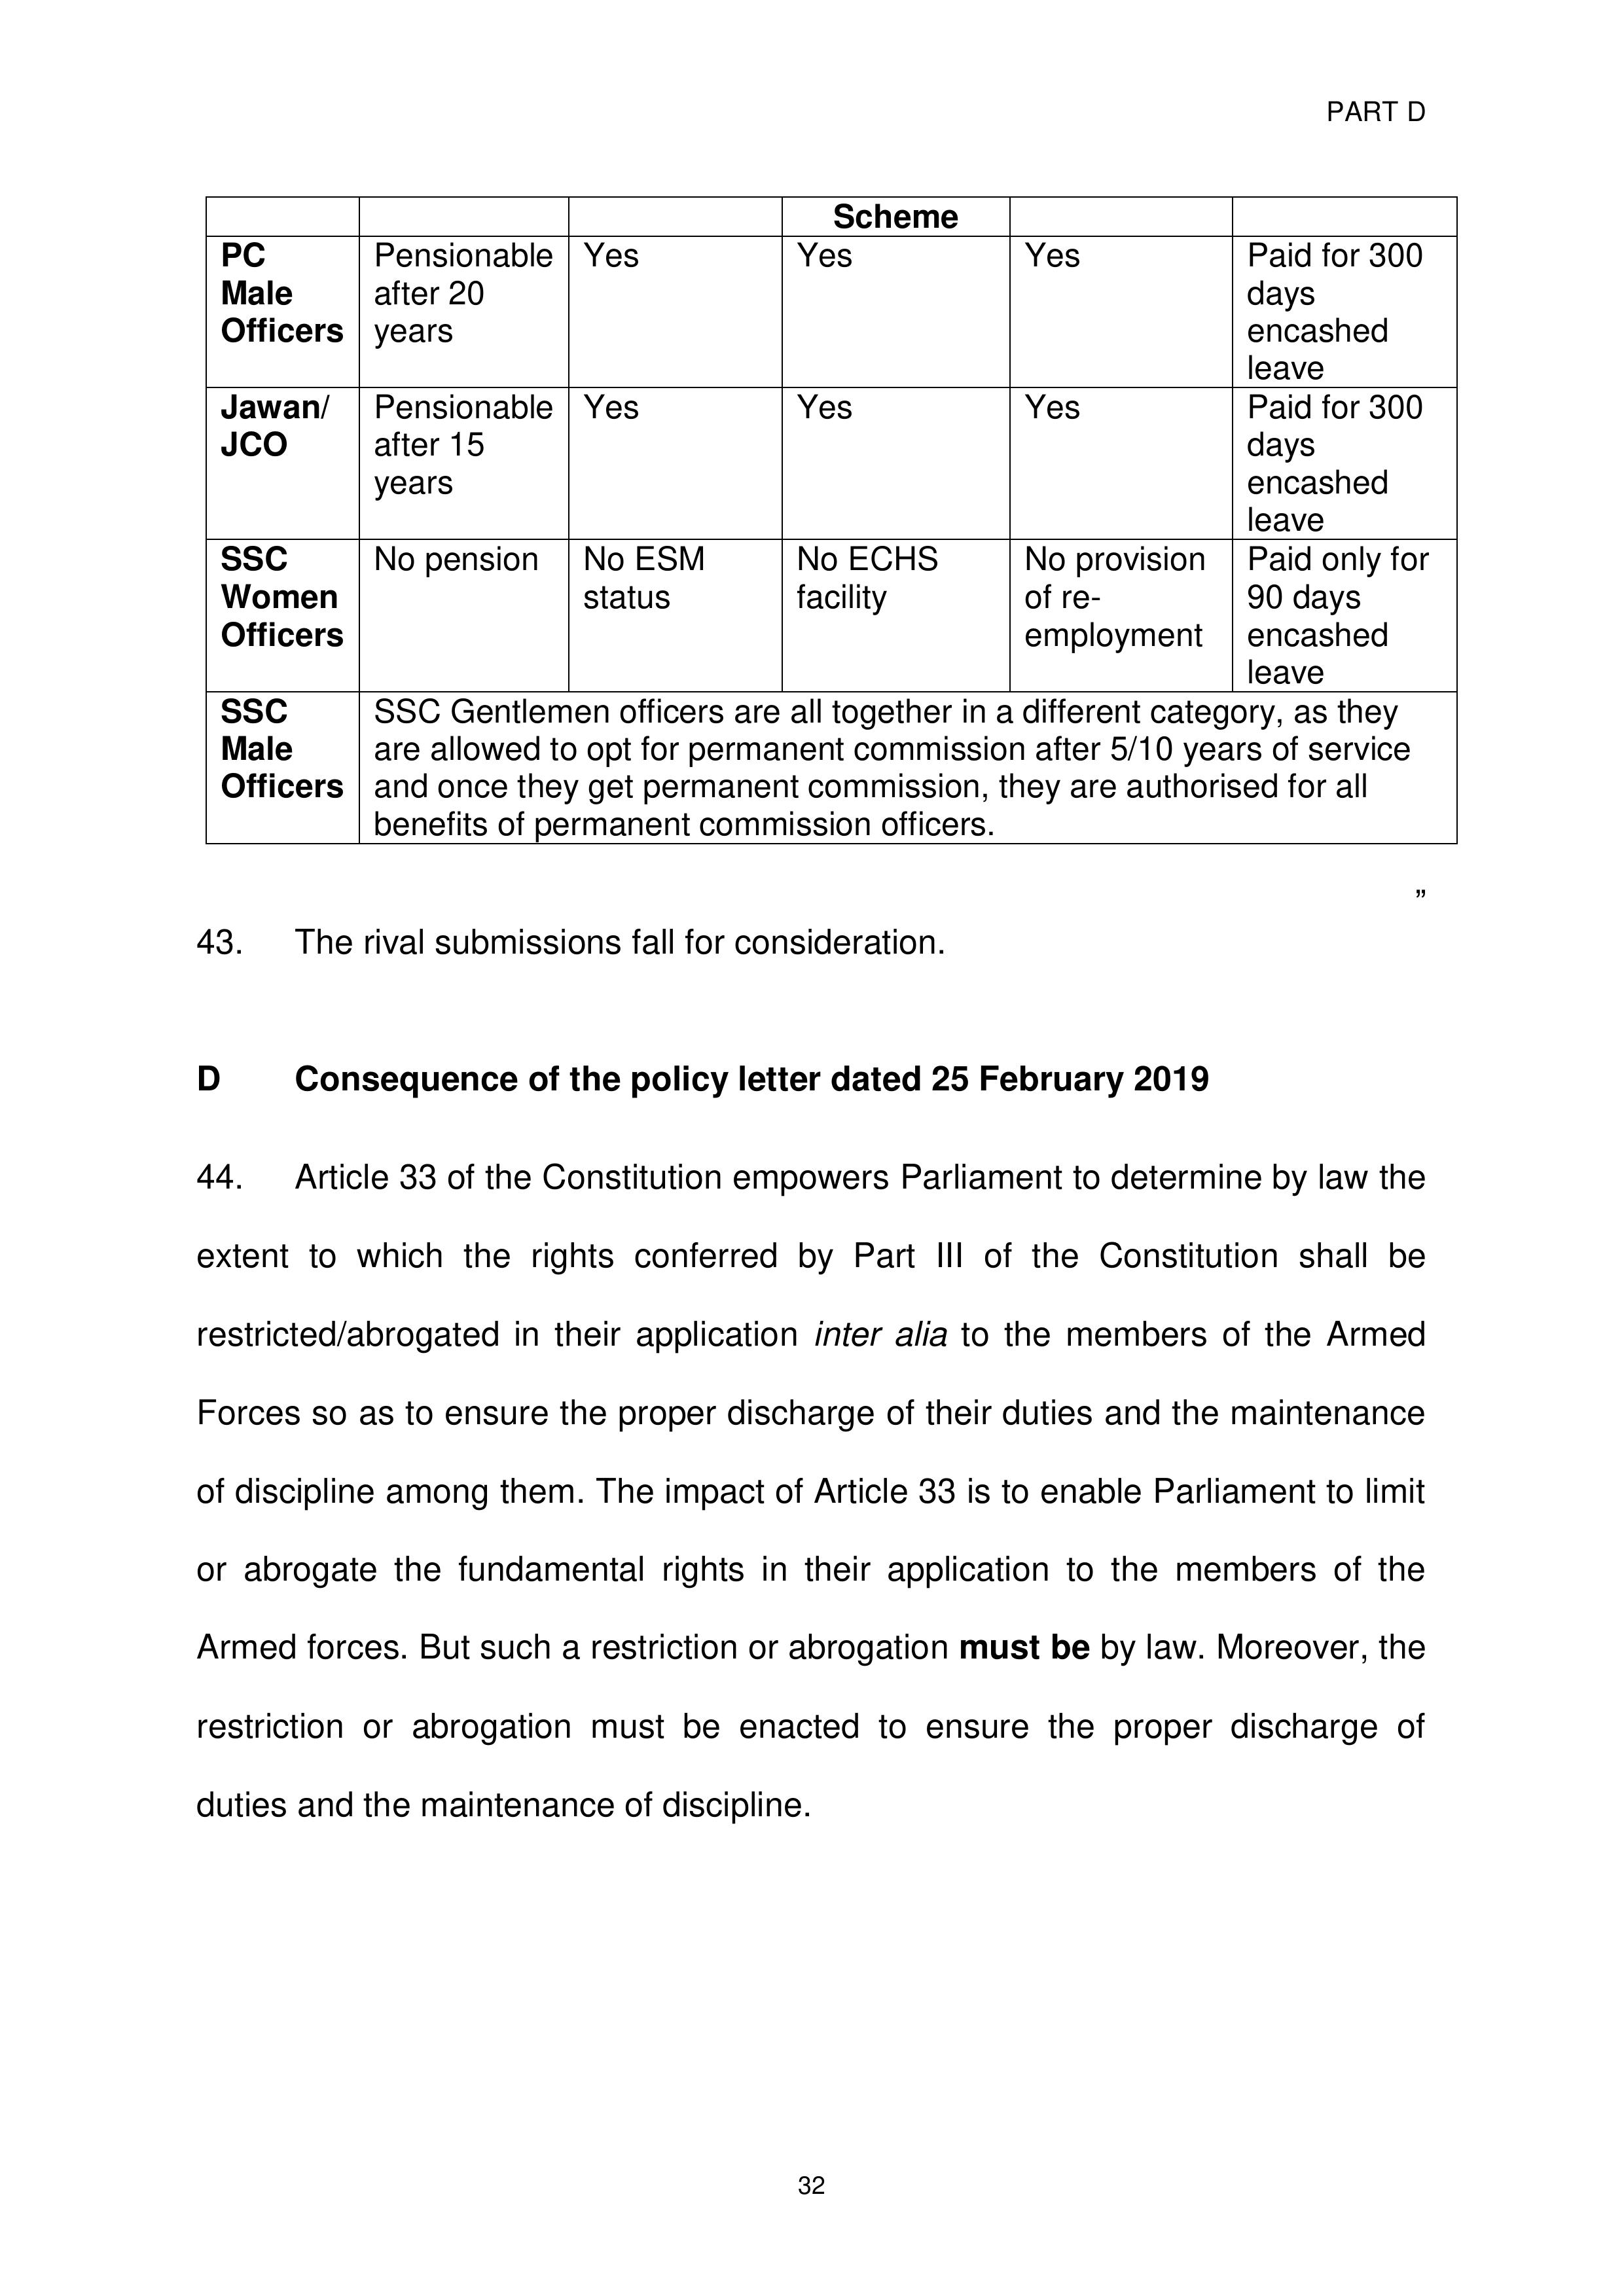 PART D
Scheme
PC Male Officers Pensionable after 20 years Yes Yes Yes Paid for 300 days encashed leave
Jawan/ JCO Pensionable after 15 years Yes Yes Yes Paid for 300 days encashed leave
SSC Women Officers No pension No ESM status No ECHS facility No provision of re-employment Paid only for 90 days encashed leave
SSC Male Officers SSC Gentlemen officers are all together in a different category, as they
are allowed to opt for permanent commission after 5/10 years of service
and once they get permanent commission, they are authorised for all
benefits of permanent commission officers.
”
43. The rival submissions fall for consideration.
D Consequence of the policy letter dated 25 February 2019
44. Article 33 of the Constitution empowers Parliament to determine by law the
extent to which the rights conferred by Part III of the Constitution shall be
restricted/abrogated in their application inter alia to the members of the Armed
Forces so as to ensure the proper discharge of their duties and the maintenance
of discipline among them. The impact of Article 33 is to enable Parliament to limit
or abrogate the fundamental rights in their application to the members of the
Armed forces. But such a restriction or abrogation must be by law. Moreover, the
restriction or abrogation must be enacted to ensure the proper discharge of
duties and the maintenance of discipline.
32